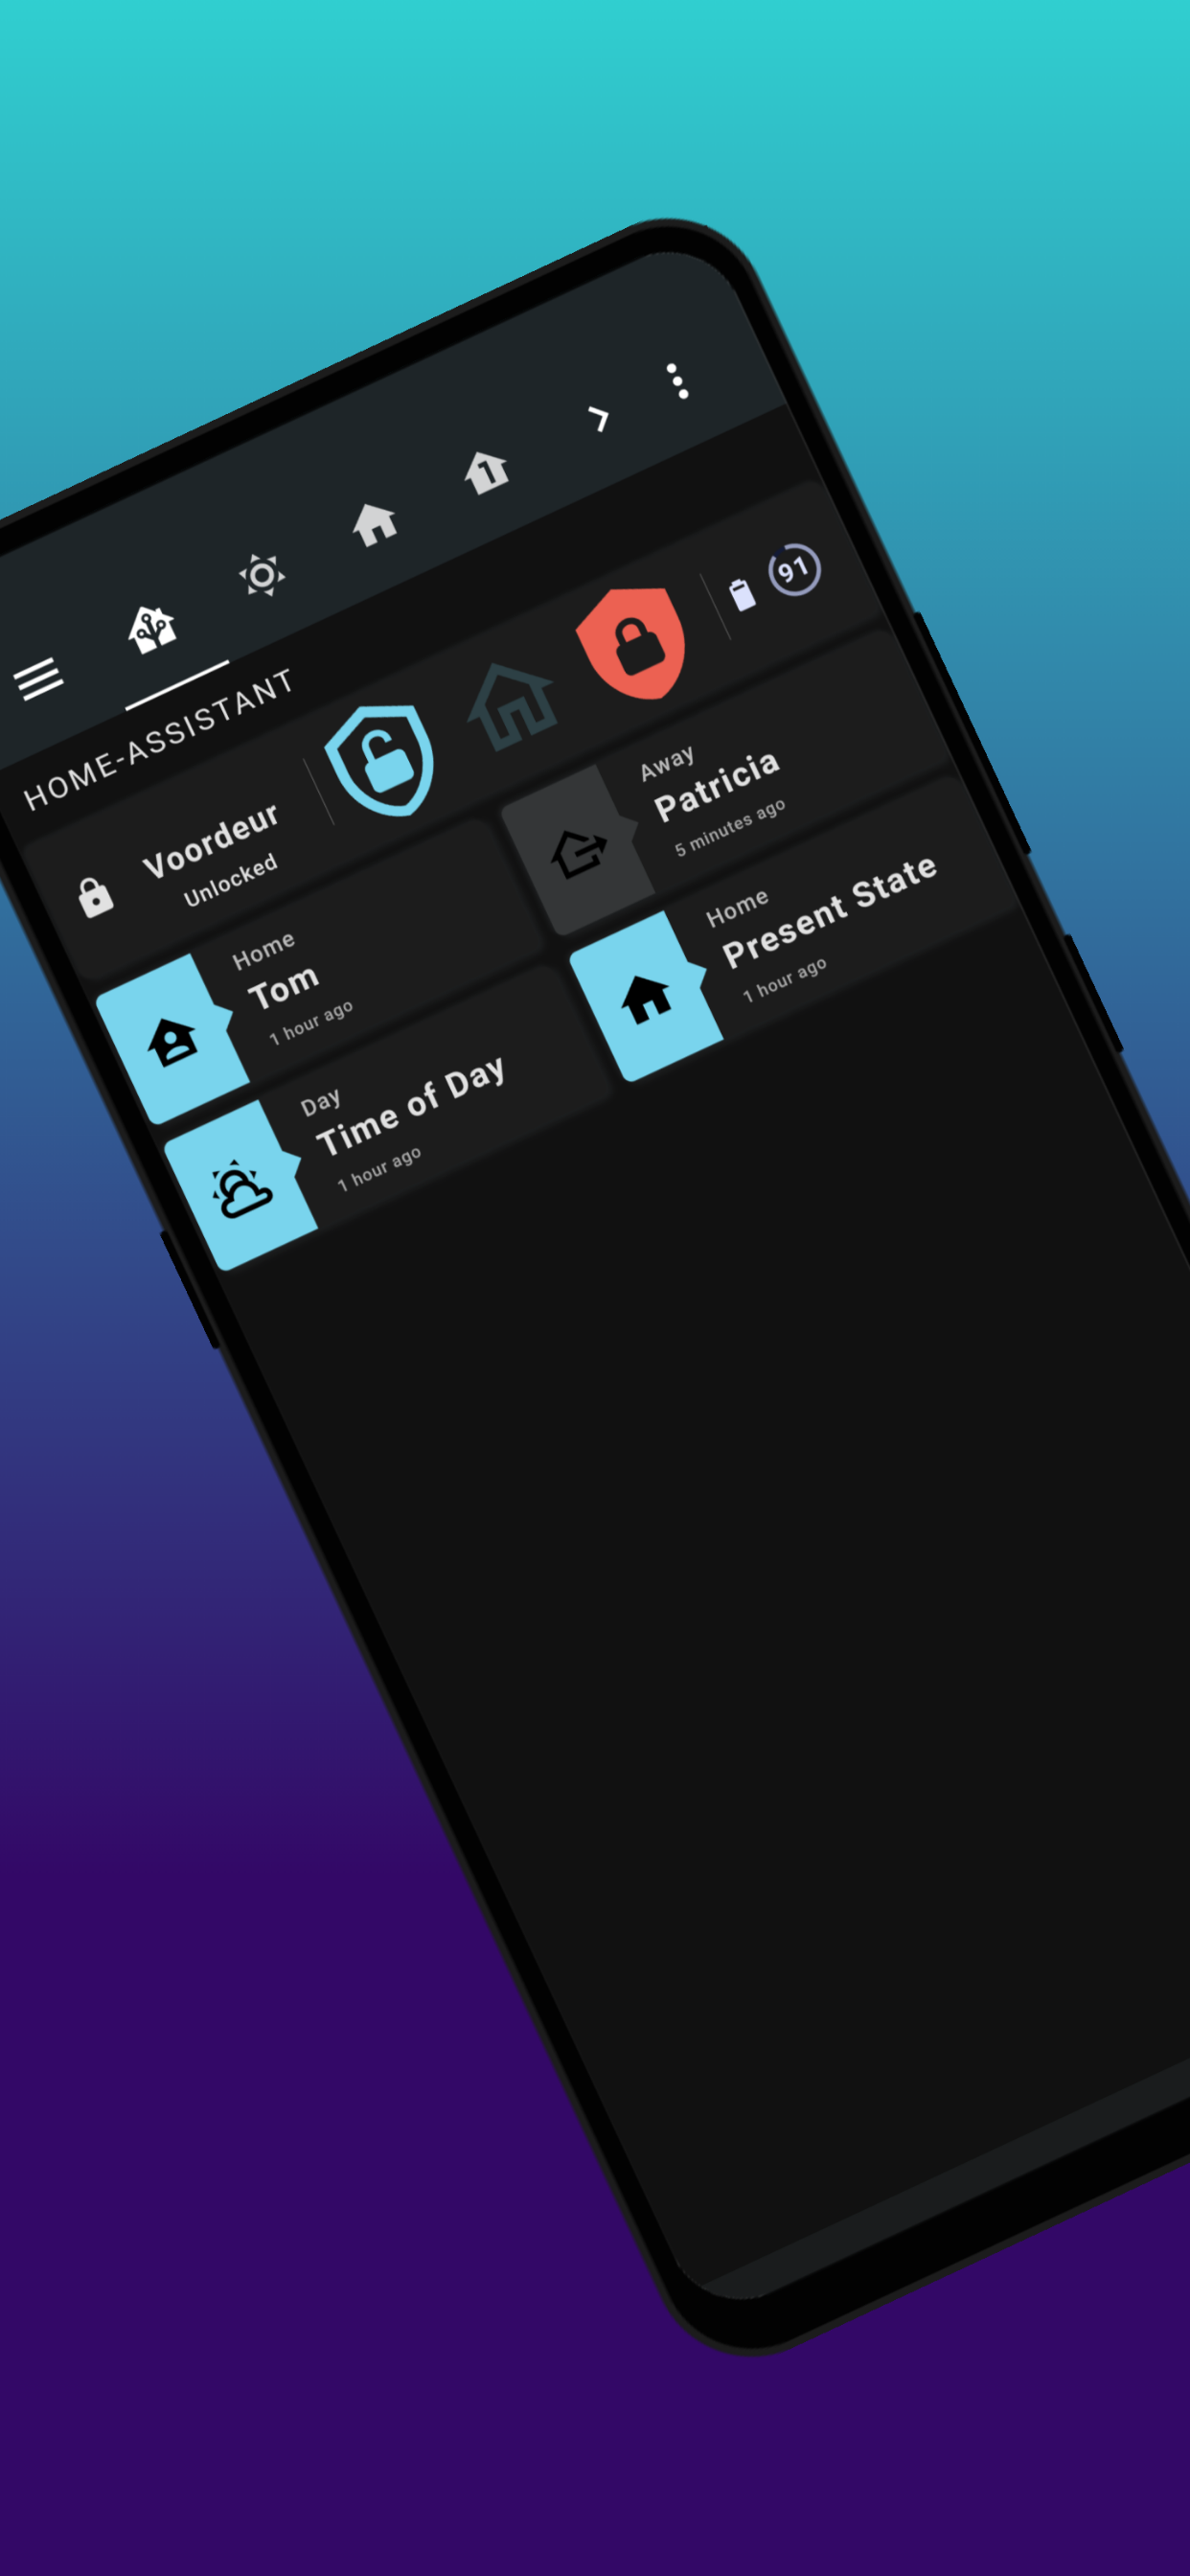 1
HOME-ASSISTANT
Voordeur
Unlocked
91
Home
Tom
1 hour ago
Away
Patricia
5 minutes ago
Day
Time of Day
1 hour ago
Home
Present State
1 hour ago